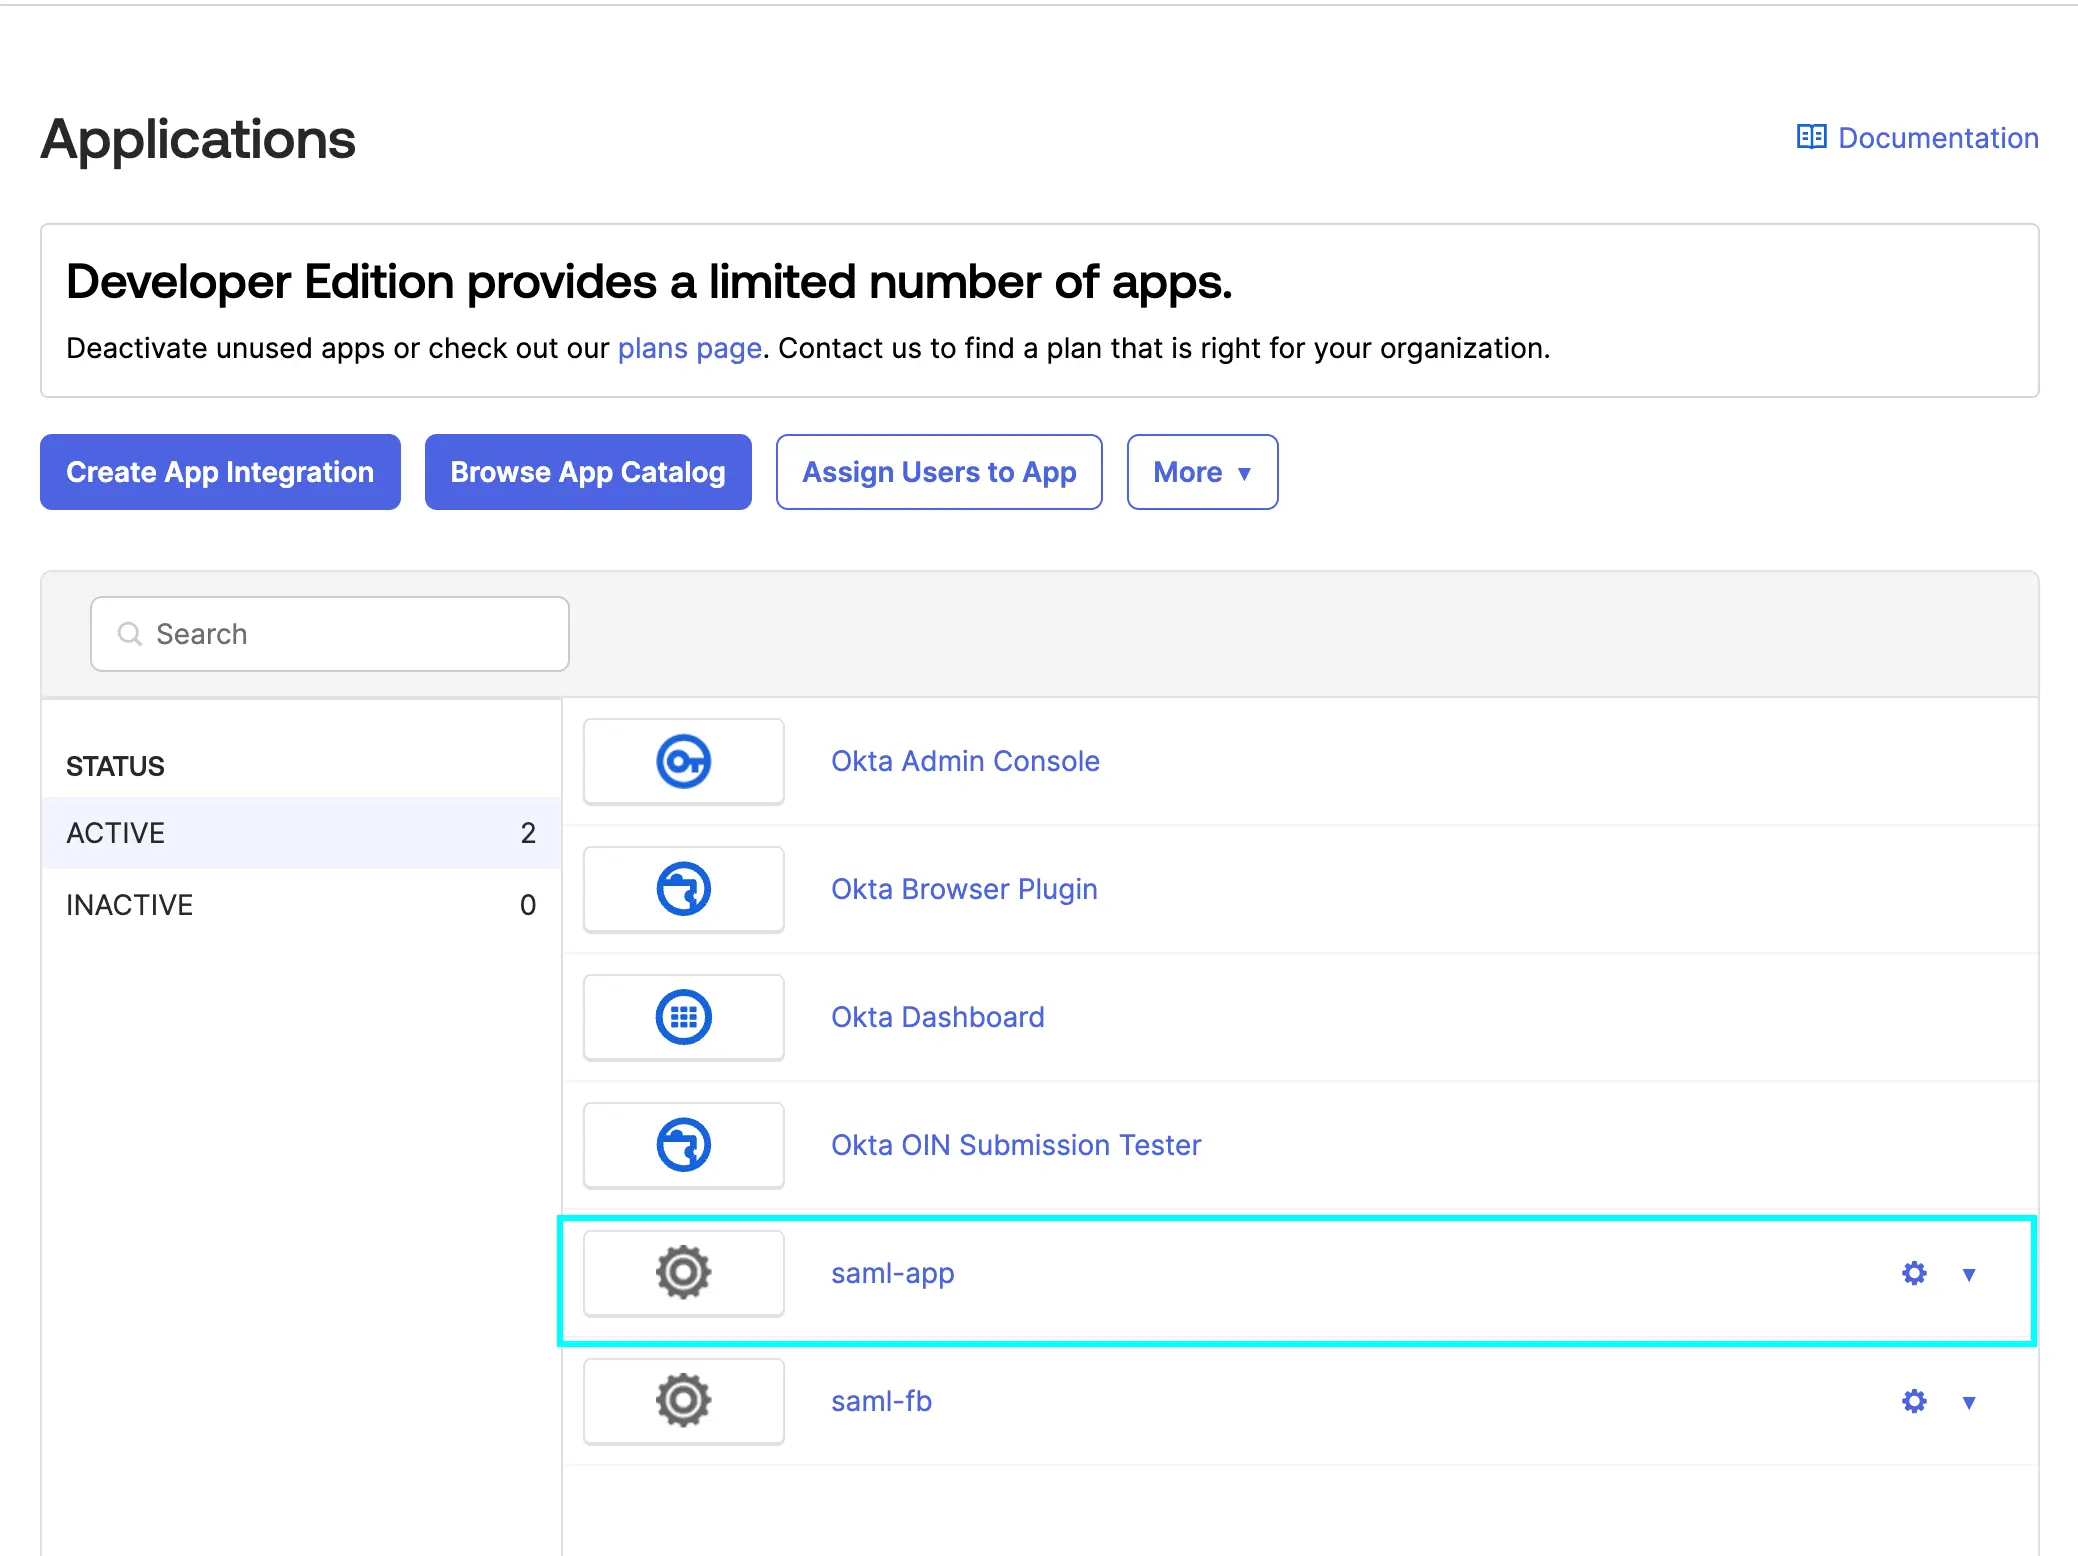 Applications
Documentation
Developer Edition provides a limited number of apps.
Deactivate unused apps or check out our plans page. Contact us to find a plan that is right for your organization.
Create App Integration
Browse App Catalog
Assign Users to App
More ▼
Search
STATUS
ACTIVE 2
INACTIVE 0
Okta Admin Console
Okta Browser Plugin
Okta Dashboard
Okta OIN Submission Tester
saml-app
saml-fb